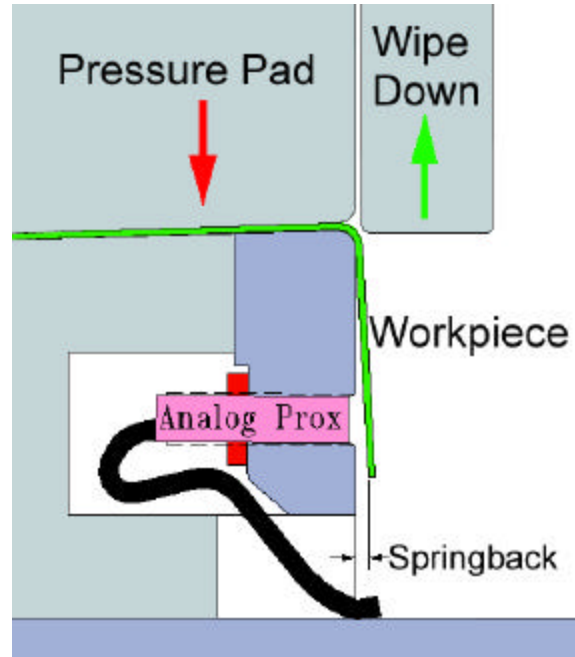 Wipe
Down
Pressure Pad
Workpiece
Analog Prox
Springback